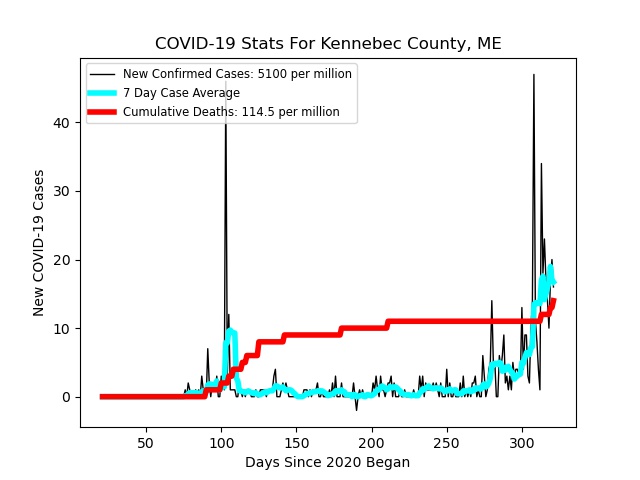 COVID-19 Stats For Kennebec County, ME
New Confirmed Cases: 5100 per million
7 Day Case Average
Cumulative Deaths: 114.5 per million
New COVID-19 Cases
40
30
20
10
0
50 100 150 200 250 300
Days Since 2020 Began